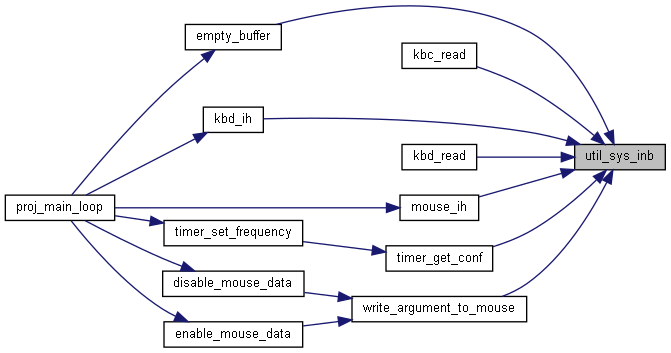 empty_buffer
kbc_read
kbd_ih
util_sys_inb
kbd_read
proj_main_loop
mouse_ih
timer_set_frequency
timer_get_conf
disable_mouse_data
write_argument_to_mouse
enable_mouse_data